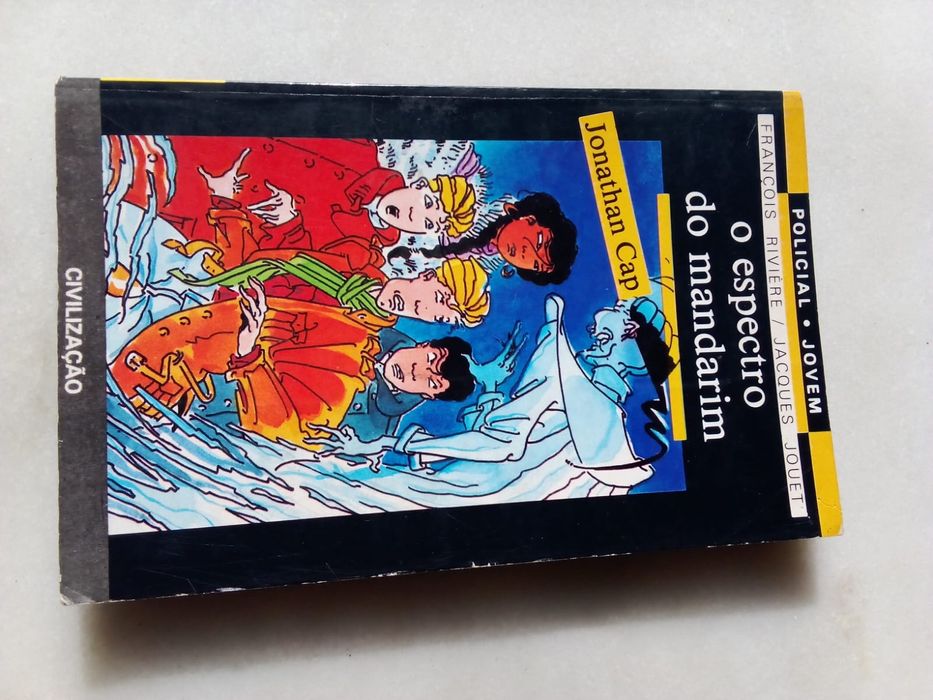 POLICIAL • JOVEM
FRANÇOIS RIVIÈRE / JACQUES JOUET
o espectro
do mandarim
Jonathan Cap
CIVILIZAÇÃO